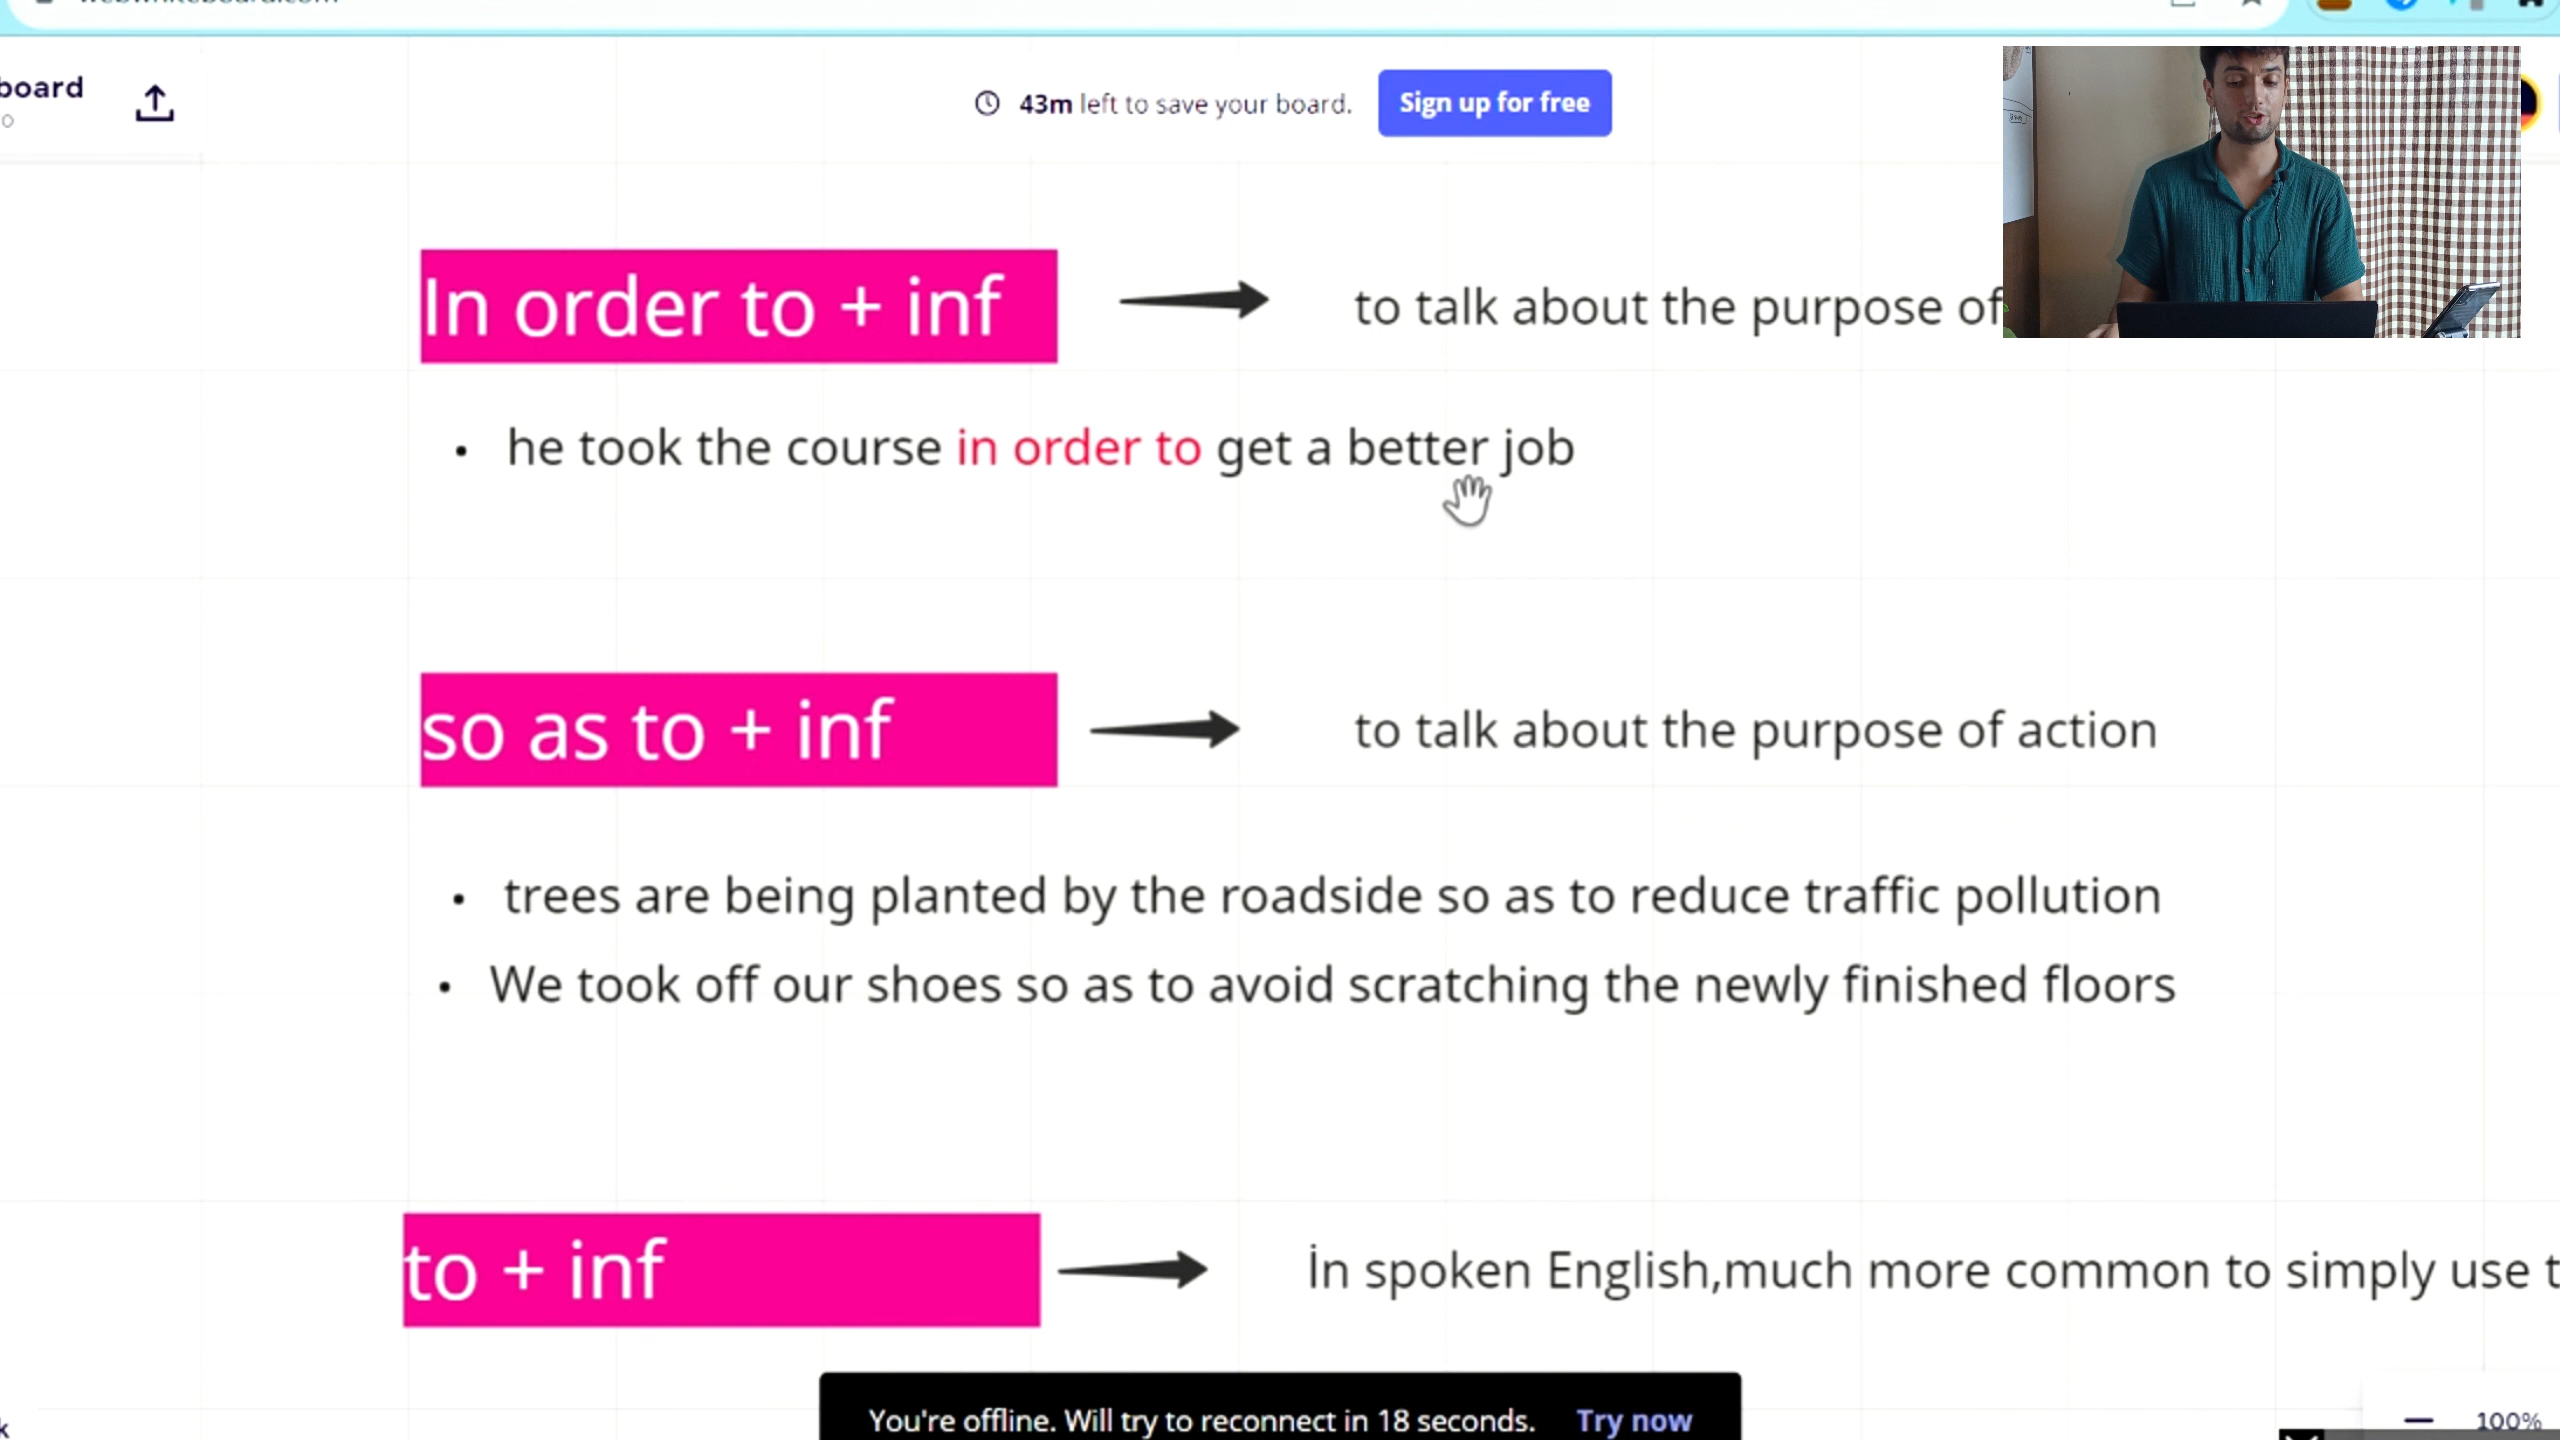 board
43m left to save your board.
Sign up for free
In order to + inf
to talk about the purpose of
• he took the course in order to get a better job
so as to + inf
to talk about the purpose of action
• trees are being planted by the roadside so as to reduce traffic pollution
• We took off our shoes so as to avoid scratching the newly finished floors
to + inf
İn spoken English,much more common to simply use t
You're offline. Will try to reconnect in 18 seconds. Try now
100%